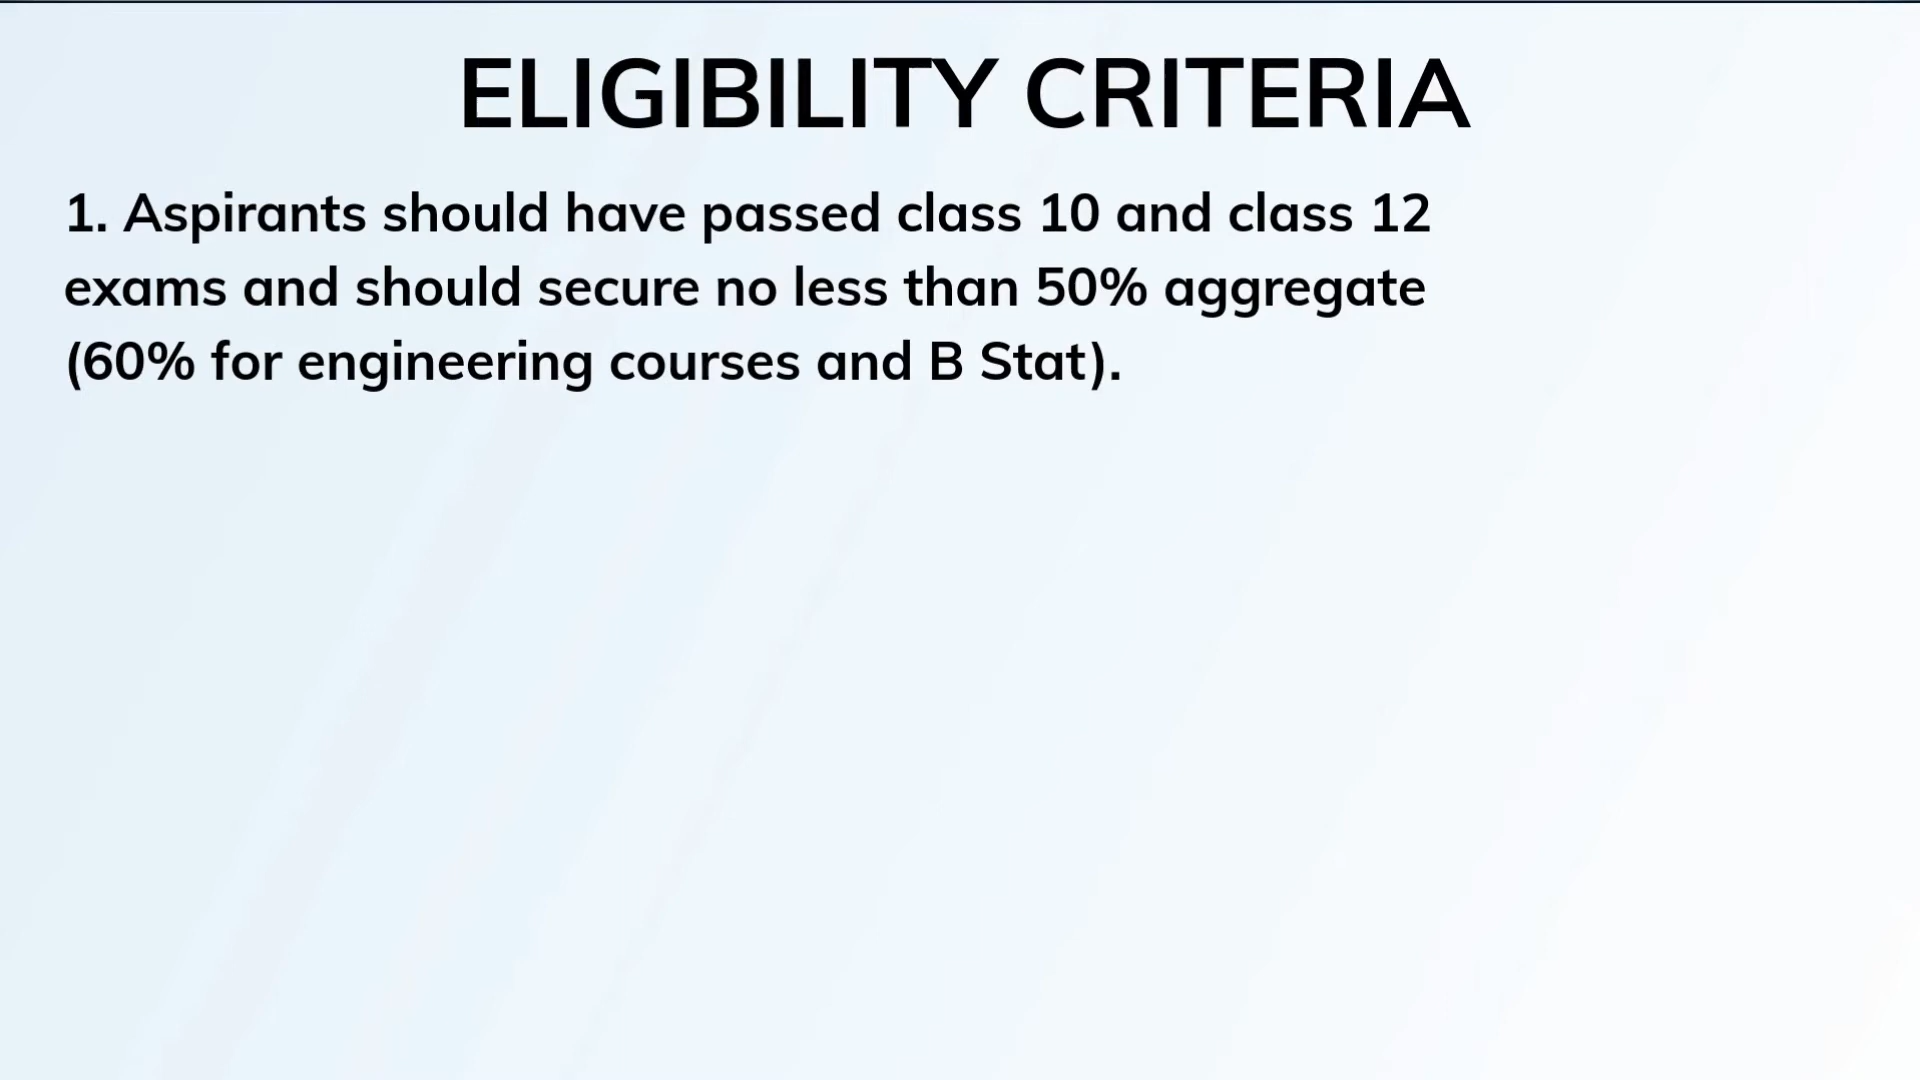 ELIGIBILITY CRITERIA
1. Aspirants should have passed class 10 and class 12
exams and should secure no less than 50% aggregate
(60% for engineering courses and B Stat).